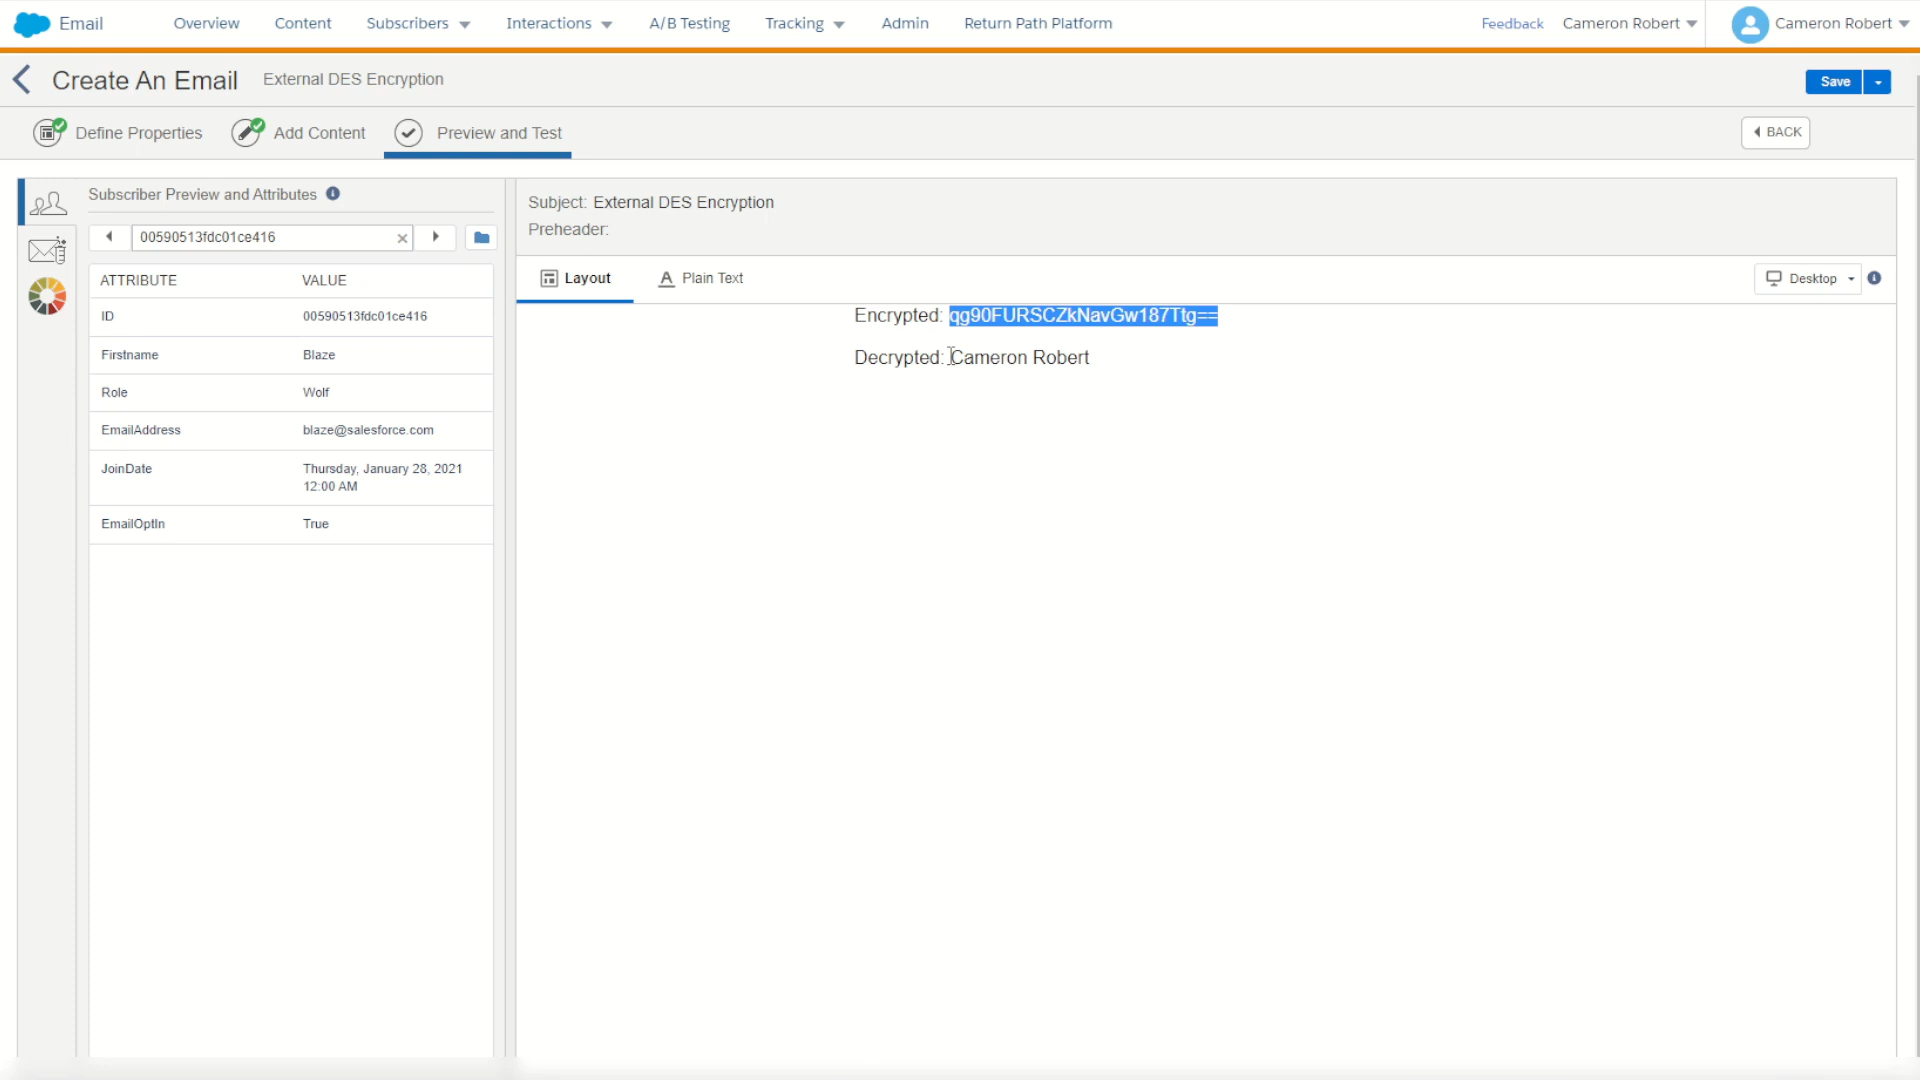 Email Overview Content Subscribers Interactions A/B Testing Tracking Admin Return Path Platform Feedback Cameron Robert Cameron Robert
Create An Email External DES Encryption Save
Define Properties Add Content Preview and Test BACK
Subscriber Preview and Attributes
00590513fdc01ce416
ATTRIBUTE VALUE
ID 00590513fdc01ce416
Firstname Blaze
Role Wolf
EmailAddress blaze@salesforce.com
JoinDate Thursday, January 28, 2021
12:00 AM
EmailOptIn True
Subject: External DES Encryption
Preheader:
Layout Plain Text Desktop
Encrypted: qg90FURSCZkNavGw187Ttg==
Decrypted: Cameron Robert